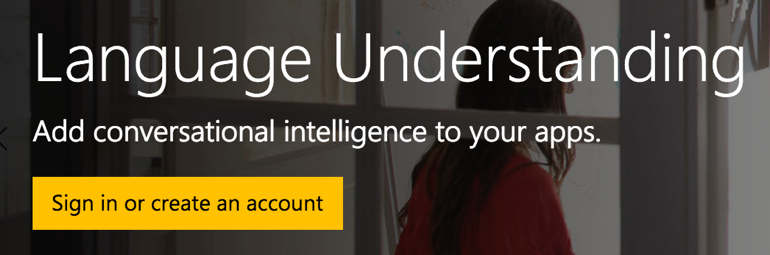 Language Understanding
Add conversational intelligence to your apps.
Sign in or create an account